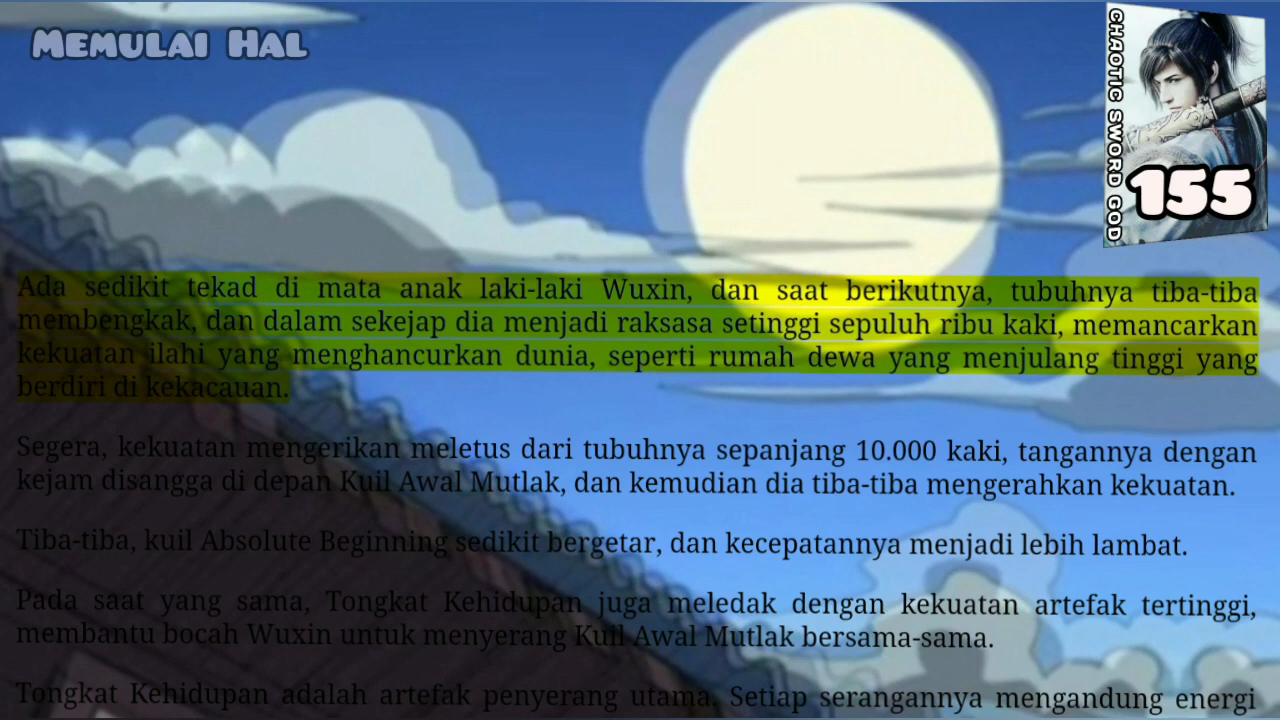 Memulai Hal
CHAOTIC SWORD GOD
155
Ada sedikit tekad di mata anak laki-laki Wuxin, dan saat berikutnya, tubuhnya tiba-tiba
membengkak, dan dalam sekejap dia menjadi raksasa setinggi sepuluh ribu kaki, memancarkan
kekuatan ilahi yang menghancurkan dunia, seperti rumah dewa yang menjulang tinggi yang
berdiri di kekacauan.
Segera, kekuatan mengerikan meletus dari tubuhnya sepanjang 10.000 kaki, tangannya dengan
kejam disangga di depan Kuil Awal Mutlak, dan kemudian dia tiba-tiba mengerahkan kekuatan.
Tiba-tiba, kuil Absolute Beginning sedikit bergetar, dan kecepatannya menjadi lebih lambat.
Pada saat yang sama, Tongkat Kehidupan juga meledak dengan kekuatan artefak tertinggi,
membantu bocah Wuxin untuk menyerang Kuil Awal Mutlak bersama-sama.
Tongkat Kehidupan adalah artefak penyerang utama. Setiap serangannya mengandung energi